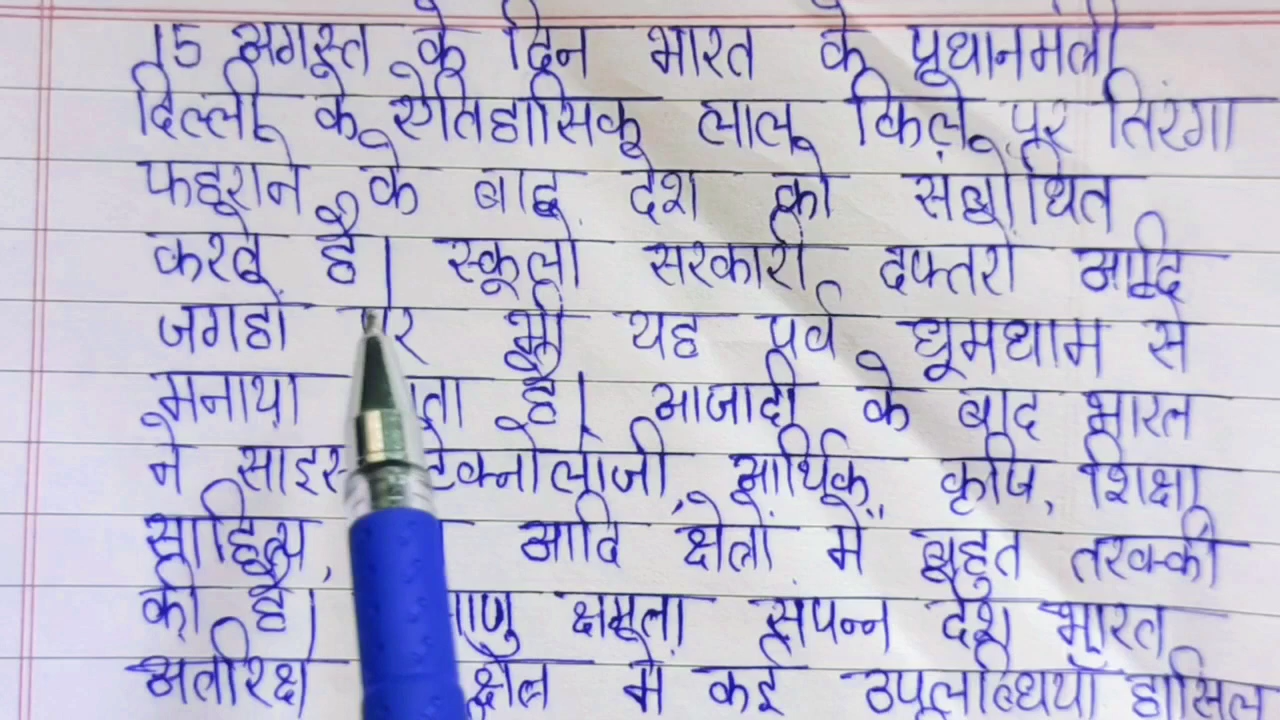 15 अगस्त के दिन भारत के प्रधानमंत्री
दिल्ली के ऐतिहासिक लाल किले पर तिरंगा
फहराने के बाद देश को संबोधित
करते हैं। स्कूलों सरकारी दफ्तरों आदि
जगहों पर भी यह पर्व धूमधाम से
मनाया है। आजादी के बाद भारत
ने टेक्नोलॉजी, आर्थिक, कृषि, शिक्षा
साहित्य, आदि क्षेत्रों में बहुत तरक्की
की है। क्षमता संपन्न देश भारत
अंतरिक्ष क्षेत्र में कई उपलब्धियाँ हासिल